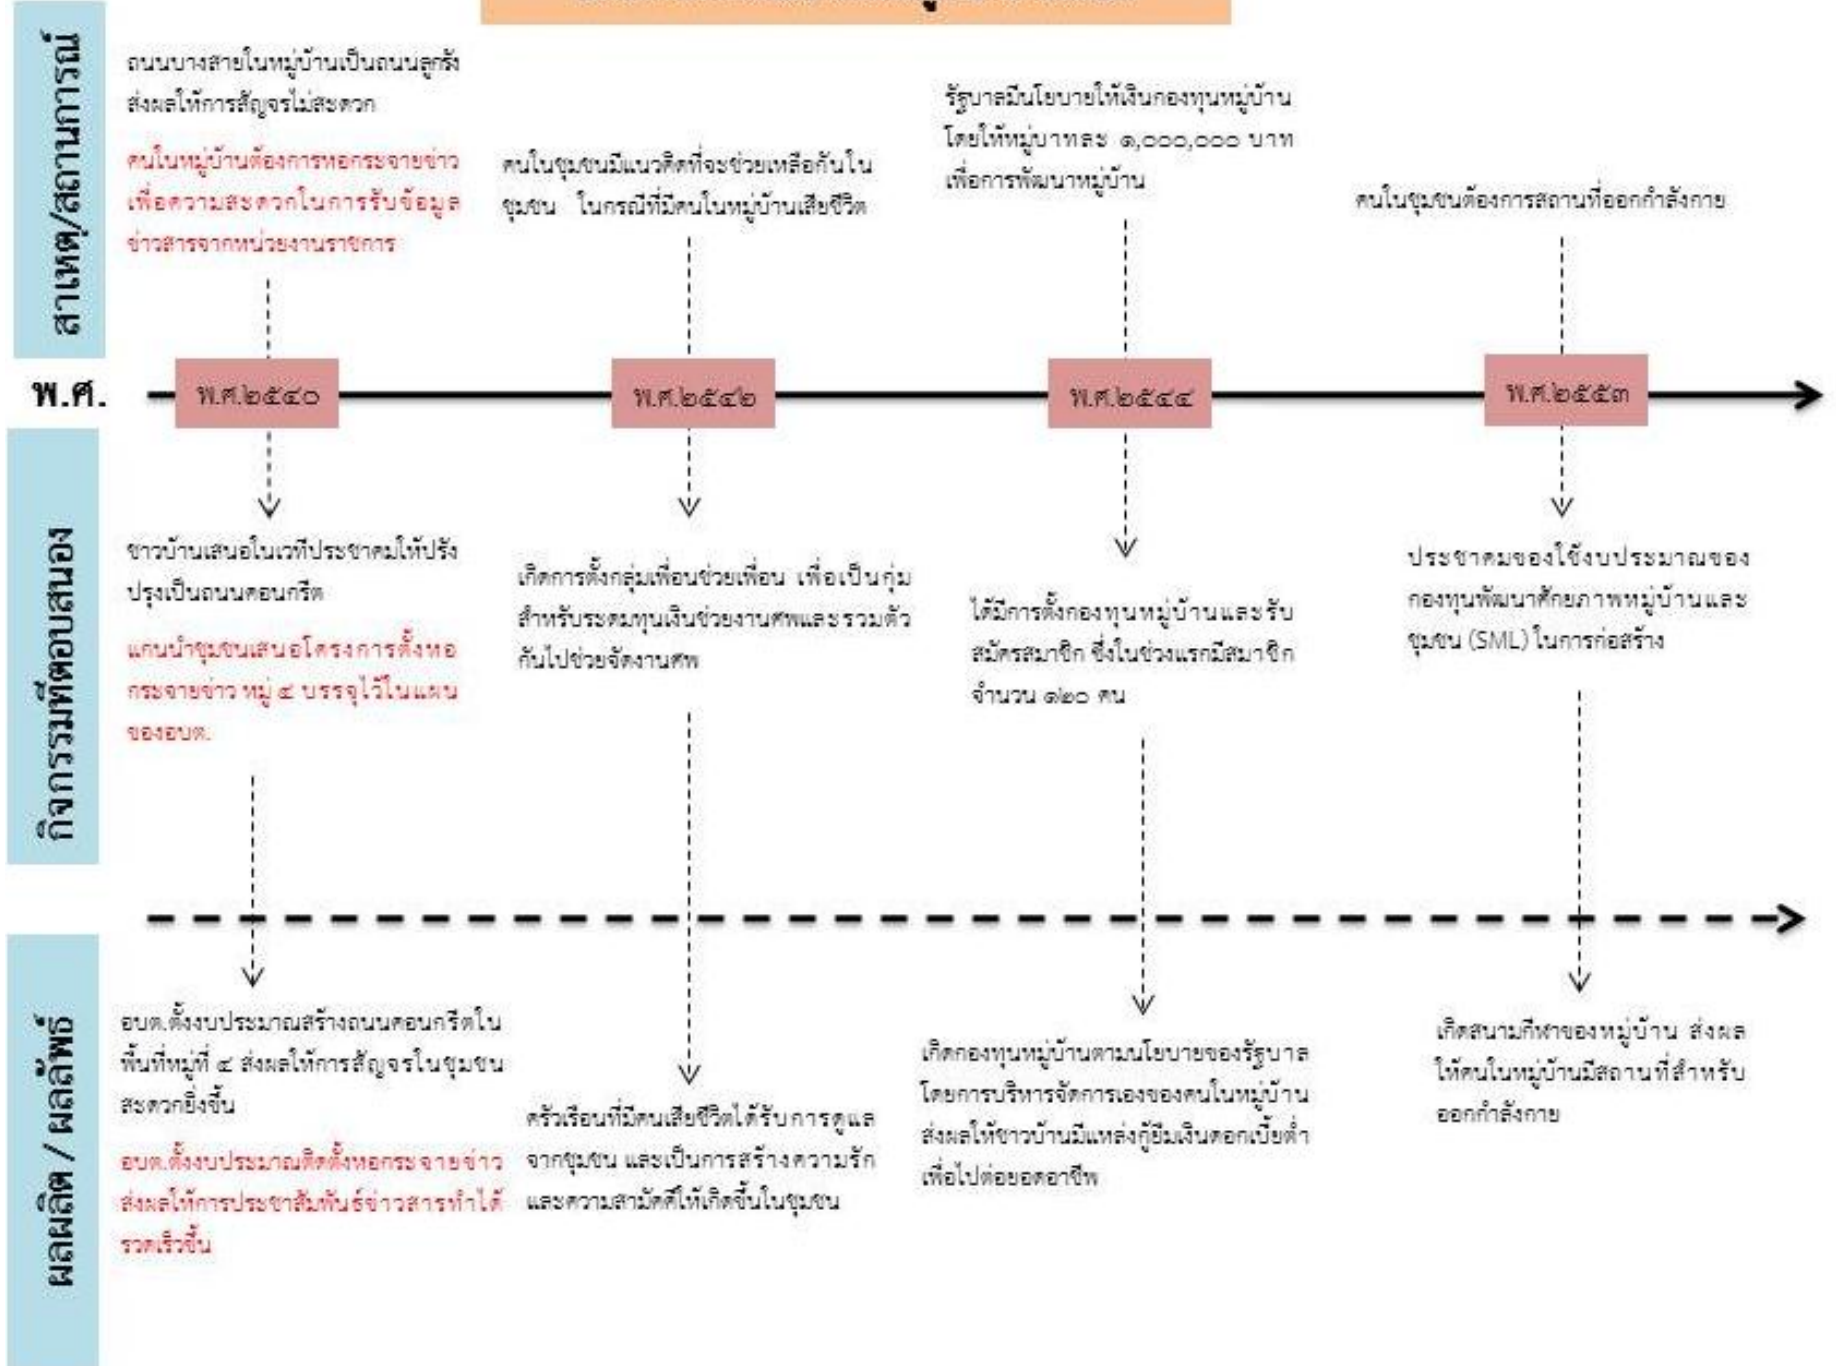 สาเหตุ/สถานการณ์
ถนนบางสายในหมู่บ้านเป็นถนนลูกรัง
ส่งผลให้การสัญจรไม่สะดวก
คนในหมู่บ้านต้องการหอกระจายข่าว
เพื่อความสะดวกในการรับข้อมูล
ข่าวสารจากหน่วยงานราชการ
คนในชุมชนมีแนวคิดที่จะช่วยเหลือกันใน
ชุมชน ในกรณีที่มีคนในหมู่บ้านเสียชีวิต
รัฐบาลมีนโยบายให้เงินกองทุนหมู่บ้าน
โดยให้หมู่บาทละ ๑,๐๐๐,๐๐๐ บาท
เพื่อการพัฒนาหมู่บ้าน
คนในชุมชนต้องการสถานที่ออกกำลังกาย
พ.ศ.
พ.ศ.๒๕๔๐
พ.ศ.๒๕๔๒
พ.ศ.๒๕๔๔
พ.ศ.๒๕๕๓
กิจกรรมที่ตอบสนอง
ชาวบ้านเสนอในเวทีประชาคมให้ปรัง
ปรุงเป็นถนนคอนกรีต
แกนนำชุมชนเสนอโครงการตั้งหอ
กระจายข่าว หมู่ ๔ บรรจุไว้ในแผน
ของอบต.
เกิดการตั้งกลุ่มเพื่อนช่วยเพื่อน เพื่อเป็นกุ่ม
สำหรับระดมทุนเงินช่วยงานศพและรวมตัว
กันไปช่วยจัดงานศพ
ได้มีการตั้งกองทุนหมู่บ้านและรับ
สมัครสมาชิก ซึ่งในช่วงแรกมีสมาชิก
จำนวน ๑๒๐ คน
ประชาคมของใช้งบประมาณของ
กองทุนพัฒนาศักยภาพหมู่บ้านและ
ชุมชน (SML) ในการก่อสร้าง
ผลผลิต / ผลลัพธ์
อบต.ตั้งงบประมาณสร้างถนนคอนกรีตใน
พื้นที่หมู่ที่ ๔ ส่งผลให้การสัญจรในชุมชน
สะดวกยิ่งขึ้น
อบต.ตั้งงบประมาณติดตั้งหอกระจายข่าว
ส่งผลให้การประชาสัมพันธ์ข่าวสารทำได้
รวดเร็วขึ้น
ครัวเรือนที่มีคนเสียชีวิตได้รับการดูแล
จากชุมชน และเป็นการสร้างความรัก
และความสามัคคีให้เกิดขึ้นในชุมชน
เกิดกองทุนหมู่บ้านตามนโยบายของรัฐบาล
โดยการบริหารจัดการเองของคนในหมู่บ้าน
ส่งผลให้ชาวบ้านมีแหล่งกู้ยืมเงินดอกเบี้ยต่ำ
เพื่อไปต่อยอดอาชีพ
เกิดสนามกีฬาของหมู่บ้าน ส่งผล
ให้คนในหมู่บ้านมีสถานที่สำหรับ
ออกกำลังกาย